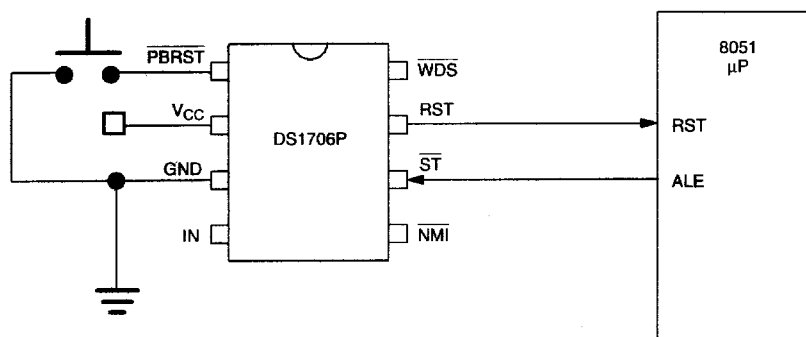 8051
μP
PBRST
WDS
VCC
RST
DS1706P
RST
GND
ST
ALE
IN
NMI